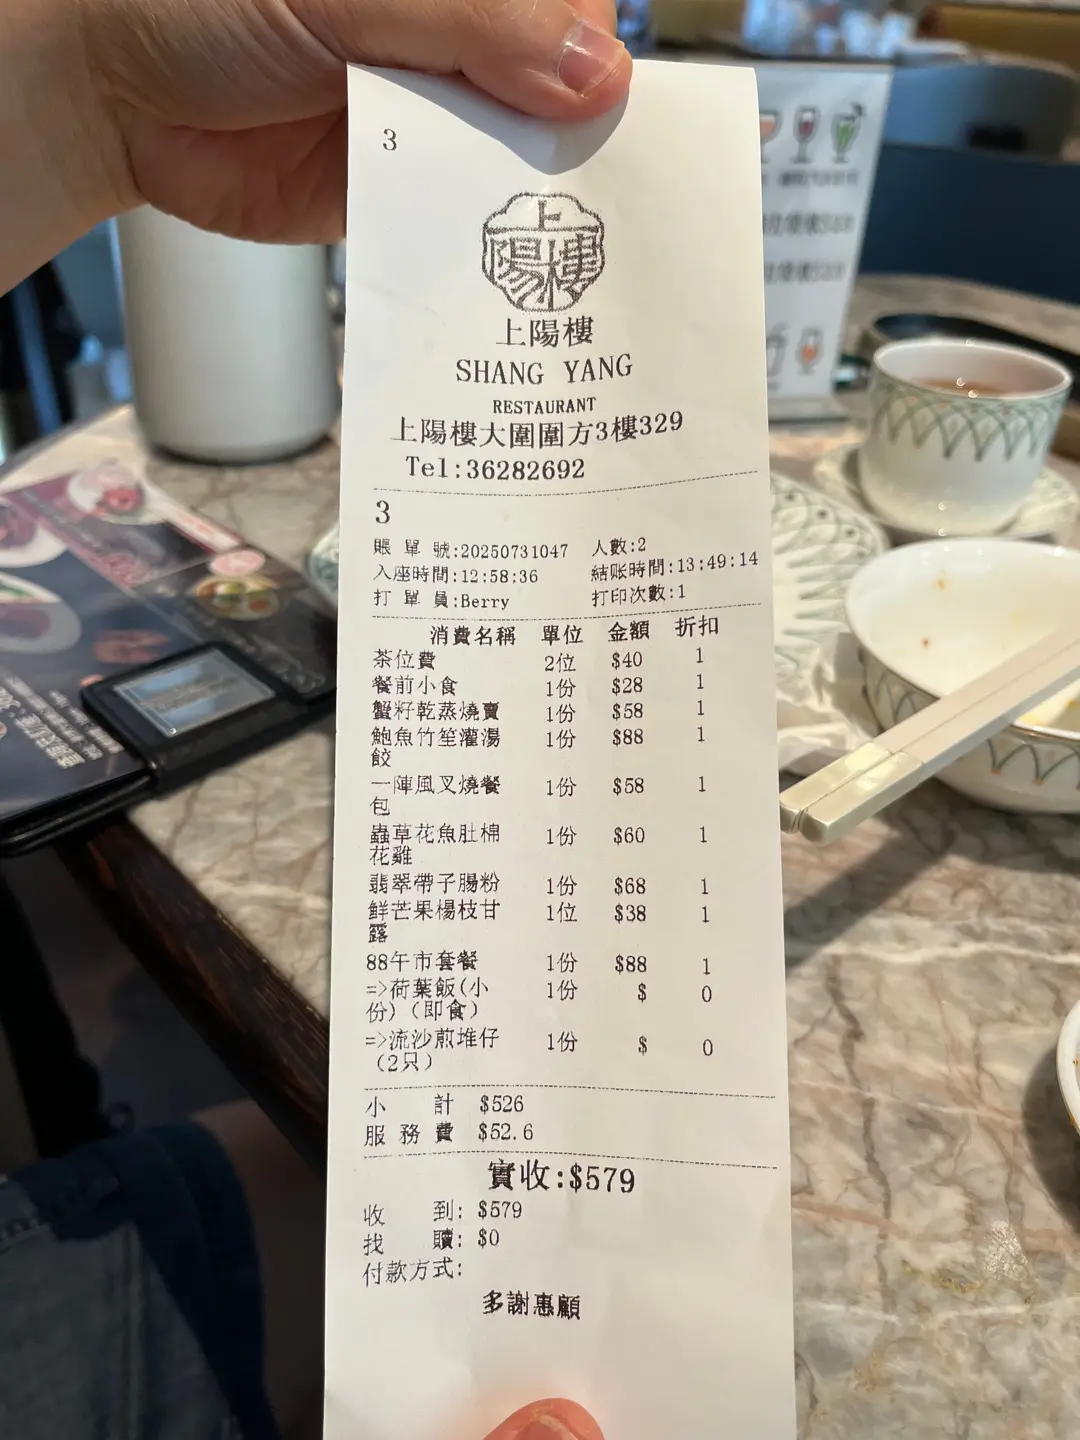 3
上陽樓
上陽樓
SHANG YANG
RESTAURANT
上陽樓大圍圍方3樓329
Tel:36282692
3
賬單號:20250731047 人數:2
入座時間:12:58:36 結账時間:13:49:14
打單員:Berry 打印次數:1
消費名稱 單位 金額 折扣
茶位費 2位 $40 1
餐前小食 1份 $28 1
蟹籽乾蒸燒賣 1份 $58 1
鮑魚竹笙灌湯 1份 $88 1
餃
一陣風叉燒餐 1份 $58 1
包
蟲草花魚肚棉 1份 $60 1
花雞
翡翠帶子腸粉 1份 $68 1
鮮芒果楊枝甘 1位 $38 1
露
88午市套餐 1份 $88 1
=>荷葉飯(小 1份 $ 0
份)（即食）
=>流沙煎堆仔 1份 $ 0
（2只）
小計 $526
服務費 $52.6
實收:$579
收到: $579
找贖: $0
付款方式:
多謝惠顧